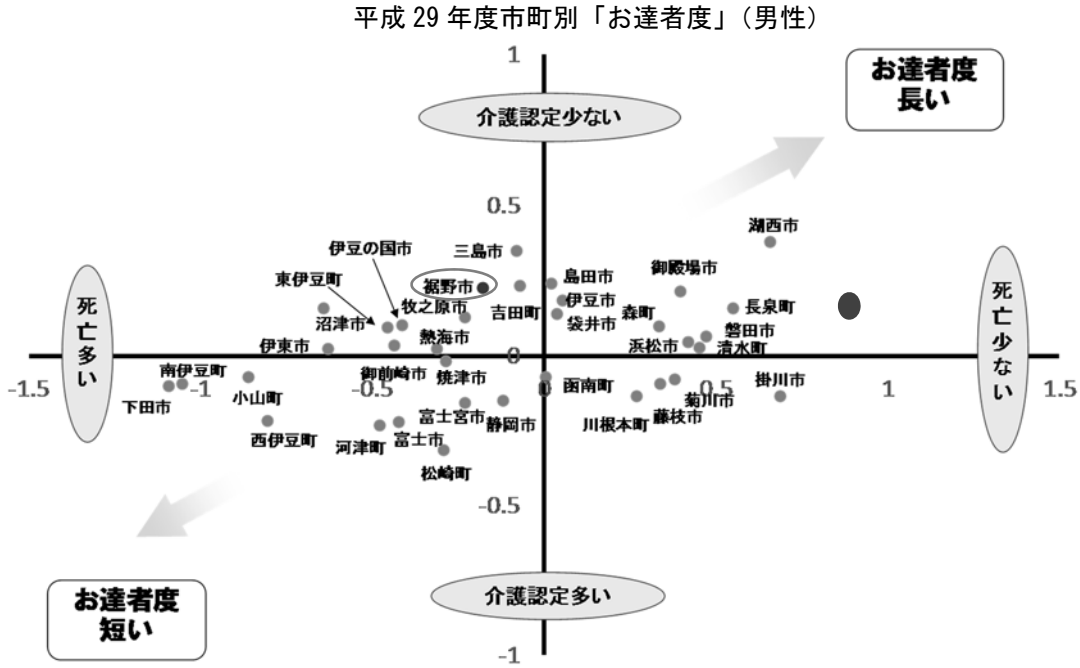 平成 29 年度市町別「お達者度」(男性)
1
お達者度
長い
介護認定少ない
0.5
湖西市
伊豆の国市
三島市
御殿場市
東伊豆町
裾野市
島田市
牧之原市
吉田町
伊豆市
森町
長泉町
沼津市
袋井市
熱海市
磐田市
伊東市
浜松市
清水町
死亡多い
死亡少ない
0
南伊豆町
御前崎市
焼津市
-1.5
-1
-0.5
0
函南町
0.5
掛川市
1
1.5
下田市
小山町
菊川市
富士宮市
静岡市
川根本町
藤枝市
西伊豆町
河津町
富士市
松崎町
-0.5
お達者度
短い
介護認定多い
-1